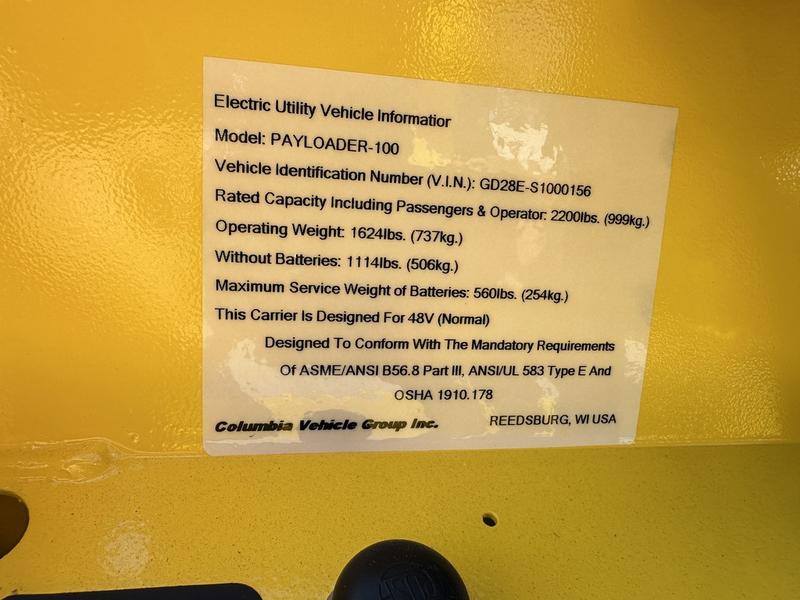 Electric Utility Vehicle Informatior
Model: PAYLOADER-100
Vehicle Identification Number (V.I.N.): GD28E-S1000156
Rated Capacity Including Passengers & Operator: 2200lbs. (999kg.)
Operating Weight: 1624lbs. (737kg.)
Without Batteries: 1114lbs. (506kg.)
Maximum Service Weight of Batteries: 560lbs. (254kg.)
This Carrier Is Designed For 48V (Normal)
Designed To Conform With The Mandatory Requirements
Of ASME/ANSI B56.8 Part III, ANSI/UL 583 Type E And
OSHA 1910.178
Columbia Vehicle Group Inc. REEDSBURG, WI USA